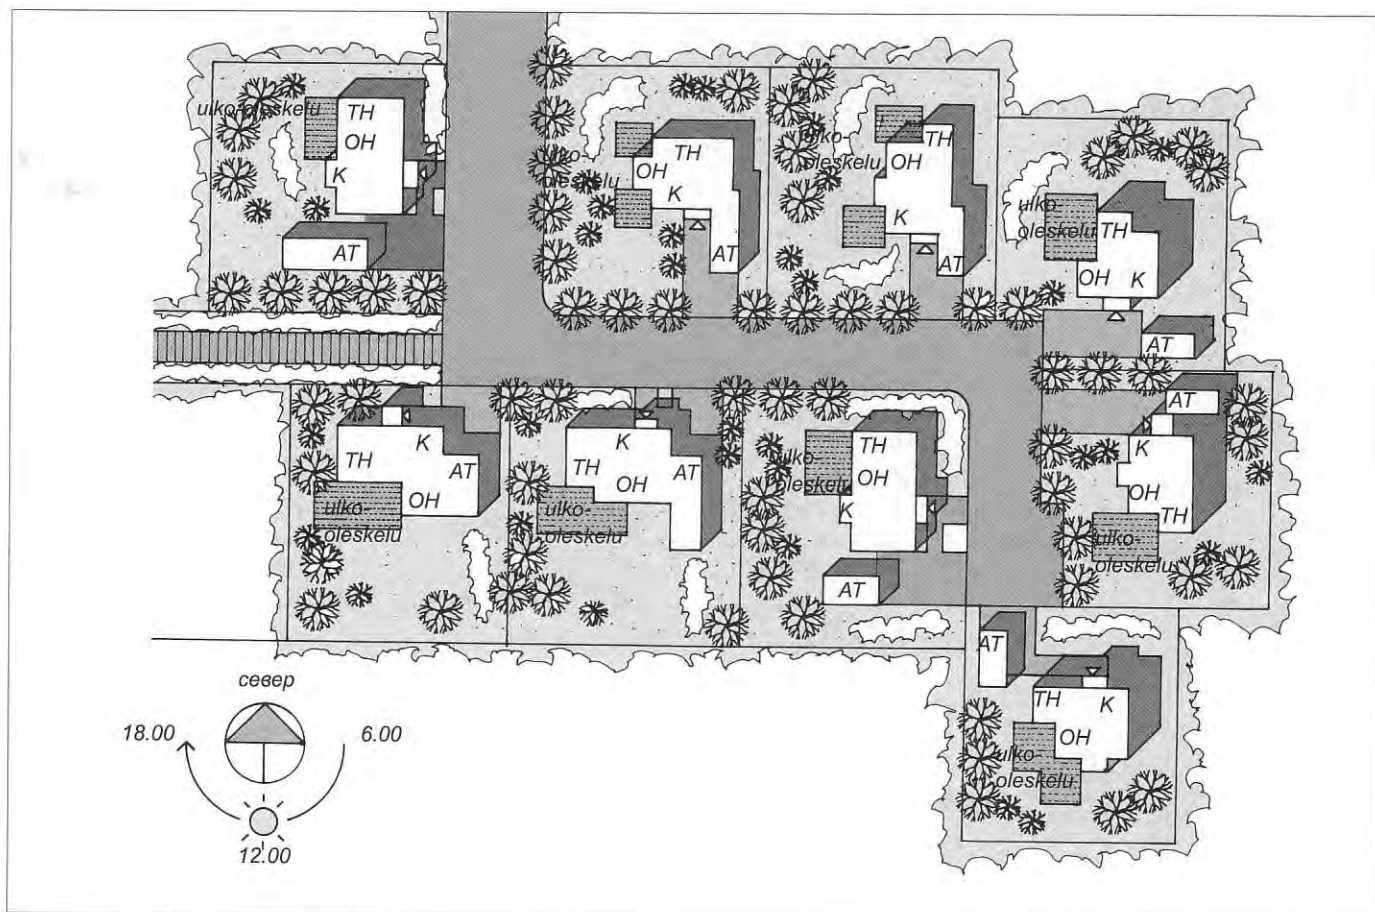 ulko-oleskelu
TH
OH
K
AT
ulko-
oleskelu
TH
OH
K
AT
ulko-
oleskelu
TH
OH
K
AT
ulko-
oleskelu
TH
OH
K
AT
K
TH
AT
OH
ulko-
oleskelu
K
TH
AT
OH
ulko-
oleskelu
ulko-
oleskelu
TH
OH
K
AT
AT
K
OH
TH
ulko-
oleskelu
AT
TH
K
OH
ulko-
oleskelu
север
18.00
6.00
12.00